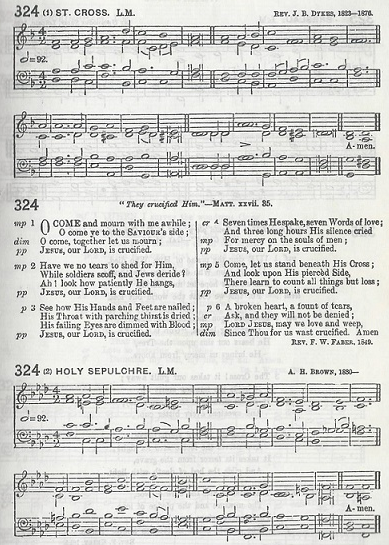 324 (1) ST. CROSS. L.M. REV. J. B. DYKES, 1823—1876.
♩=92.
A-men.
324 "They crucified Him."—MATT. xxvii. 35.
mp 1 O COME and mourn with me awhile;
O come ye to the SAVIOUR'S side;
dim O come, together let us mourn;
pp JESUS, our LORD, is crucified.
mp 2 Have we no tears to shed for Him,
While soldiers scoff, and Jews deride?
Ah! look how patiently He hangs,
pp JESUS, our LORD, is crucified.
p 3 See how His Hands and Feet are nailed;
His Throat with parching thirst is dried;
His failing Eyes are dimmed with Blood;
pp JESUS, our LORD, is crucified.
cr 4 Seven times He spake, seven Words of love;
And three long hours His silence cried
mp For mercy on the souls of men;
pp JESUS, our LORD, is crucified.
mp 5 Come, let us stand beneath His Cross;
And look upon His piercèd Side,
There learn to count all things but loss;
pp JESUS, our LORD, is crucified.
p 6 A broken heart, a fount of tears,
cr Ask, and they will not be denied;
mp LORD JESUS, may we love and weep,
dim Since Thou for us wast crucified. Amen
REV. F. W. FABER. 1849.
324 (2) HOLY SEPULCHRE. L.M. A. H. BROWN, 1830—
♩=92.
A-men.